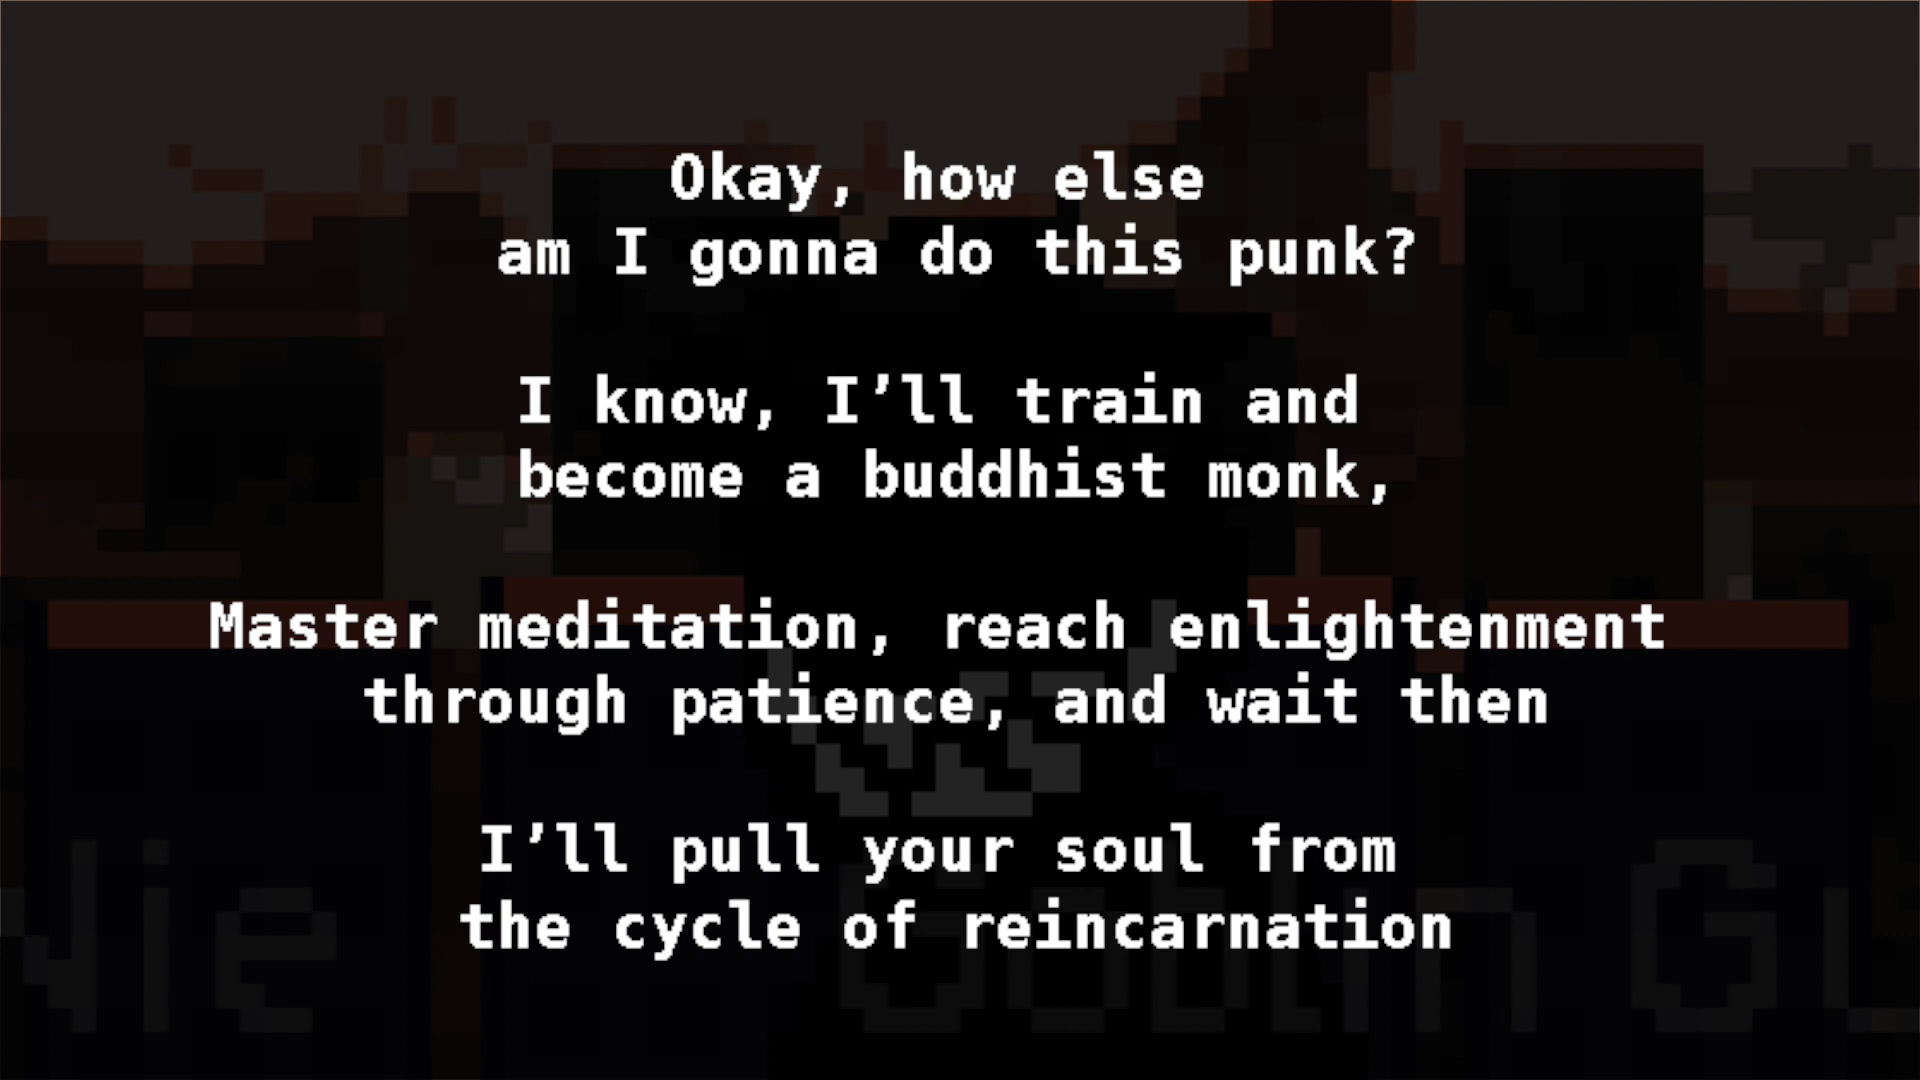 Okay, how else
am I gonna do this punk?
I know, I’ll train and
become a buddhist monk,
Master meditation, reach enlightenment
through patience, and wait then
I’ll pull your soul from
the cycle of reincarnation
Goblin